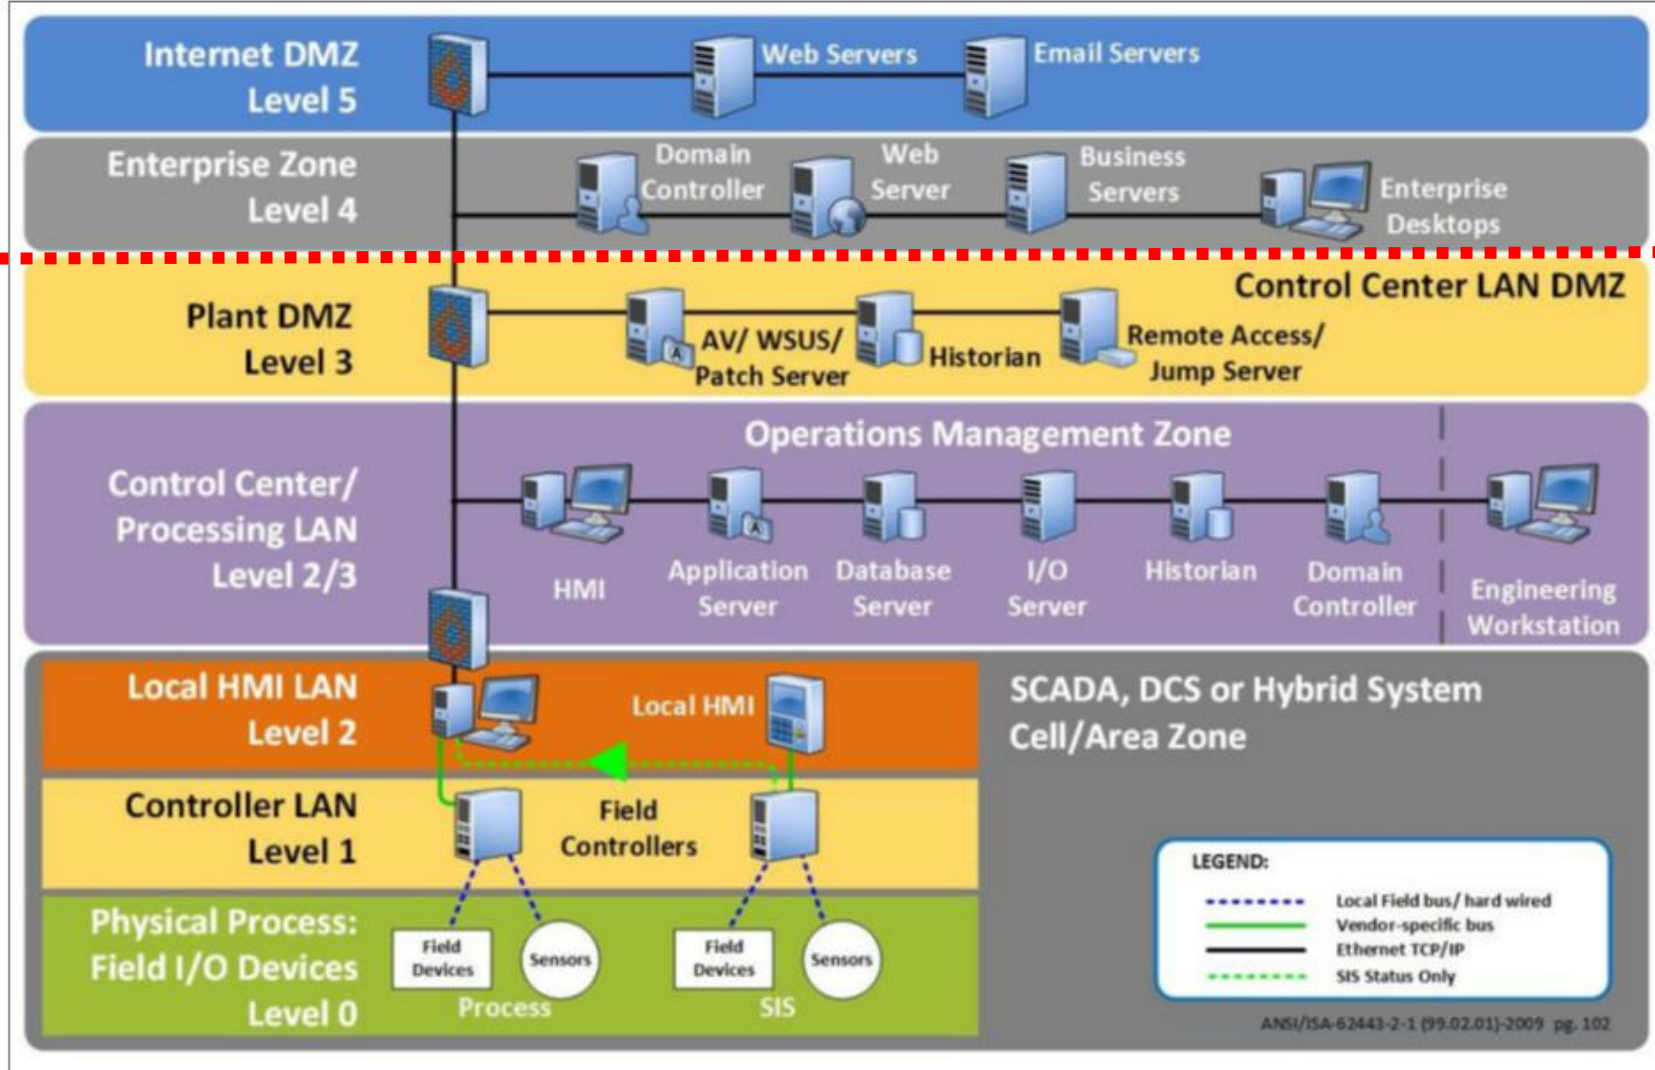 Internet DMZ
Level 5
Web Servers
Email Servers
Enterprise Zone
Level 4
Domain
Controller
Web
Server
Business
Servers
Enterprise
Desktops
Plant DMZ
Level 3
Control Center LAN DMZ
AV/ WSUS/
Patch Server
A
Historian
Remote Access/
Jump Server
Control Center/
Processing LAN
Level 2/3
Operations Management Zone
HMI
Application
Server
A
Database
Server
I/O
Server
Historian
Domain
Controller
Engineering
Workstation
Local HMI LAN
Level 2
Local HMI
SCADA, DCS or Hybrid System
Cell/Area Zone
Controller LAN
Level 1
Field
Controllers
Physical Process:
Field I/O Devices
Level 0
Field
Devices
Sensors
Process
Field
Devices
Sensors
SIS
LEGEND:
Local Field bus/ hard wired
Vendor-specific bus
Ethernet TCP/IP
SIS Status Only
ANSI/ISA-62443-2-1 (99.02.01)-2009 pg. 102